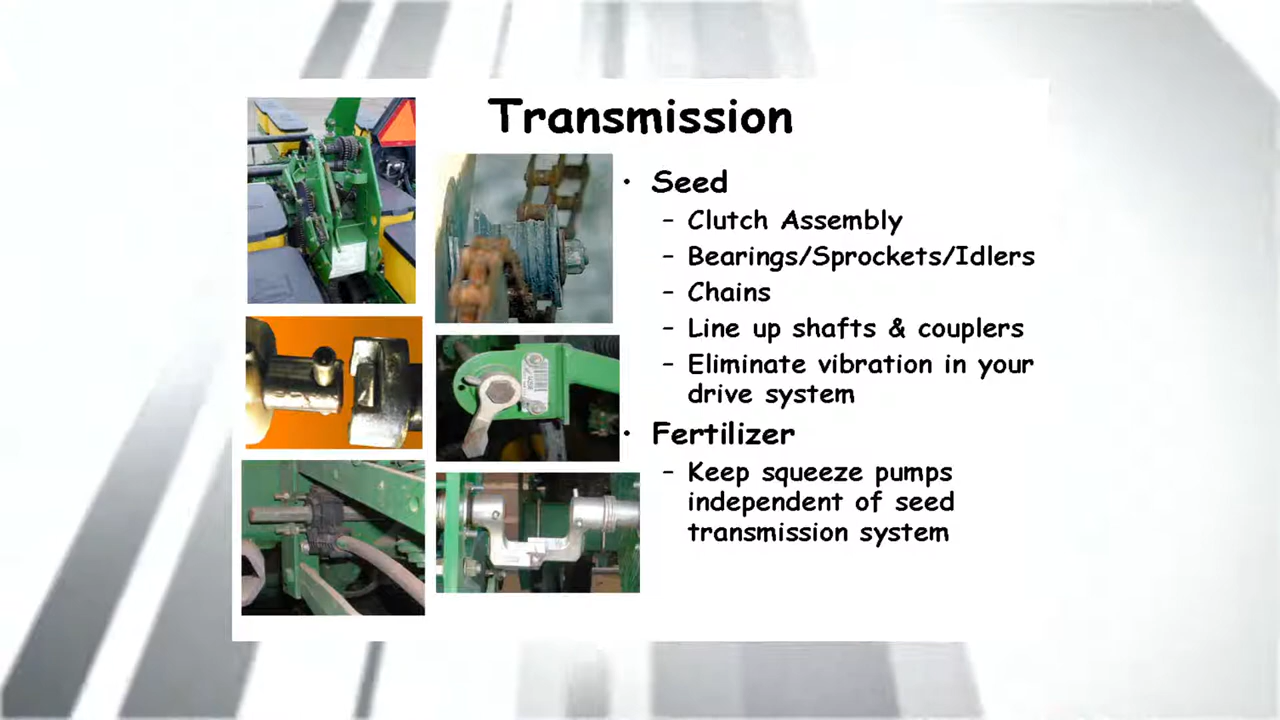 Transmission
• Seed
– Clutch Assembly
– Bearings/Sprockets/Idlers
– Chains
– Line up shafts & couplers
– Eliminate vibration in your
drive system
• Fertilizer
– Keep squeeze pumps
independent of seed
transmission system